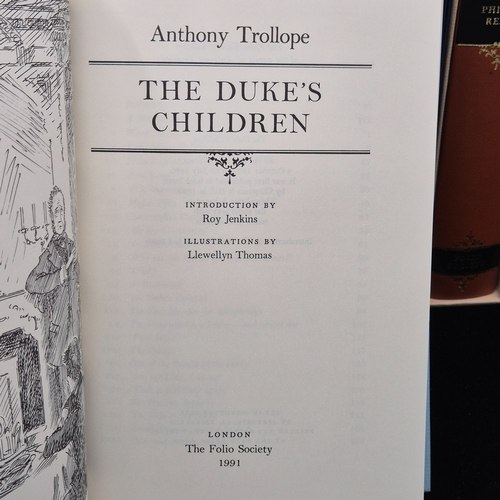 Anthony Trollope
THE DUKE'S
CHILDREN
INTRODUCTION BY
Roy Jenkins
ILLUSTRATIONS BY
Llewellyn Thomas
LONDON
The Folio Society
1991